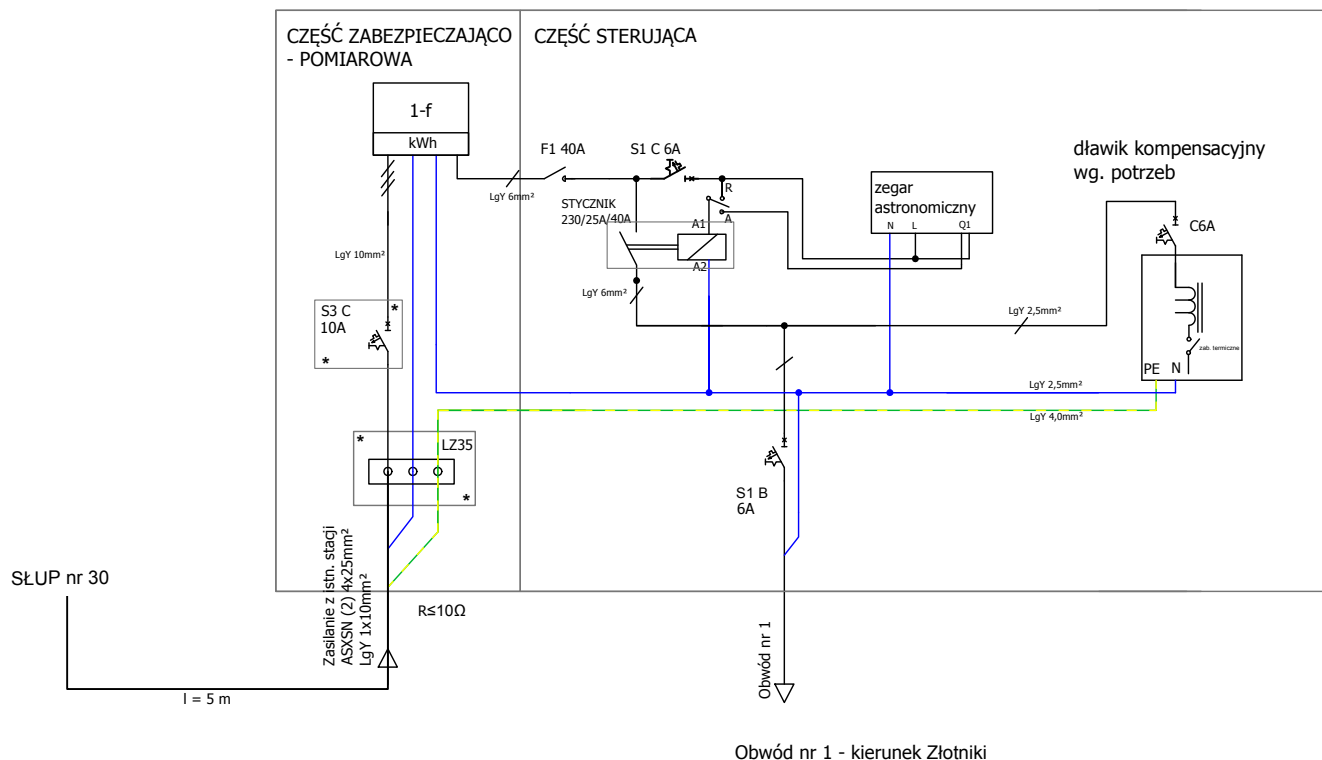 CZĘŚĆ ZABEZPIECZAJĄCO
- POMIAROWA
CZĘŚĆ STERUJĄCA
1-f
kWh
F1 40A
S1 C 6A
LgY 6mm²
STYCZNIK
230/25A/40A
R
A
A1
A2
zegar
astronomiczny
N L Q1
dławik kompensacyjny
wg. potrzeb
C6A
LgY 10mm²
LgY 6mm²
LgY 2,5mm²
S3 C
10A
*
*
zab. termiczne
PE N
LgY 2,5mm²
LgY 4,0mm²
*
LZ35
*
S1 B
6A
Zasilanie z istn. stacji
ASXSN (2) 4x25mm²
LgY 1x10mm²
SŁUP nr 30
R≤10Ω
l = 5 m
Obwód nr 1
Obwód nr 1 - kierunek Złotniki